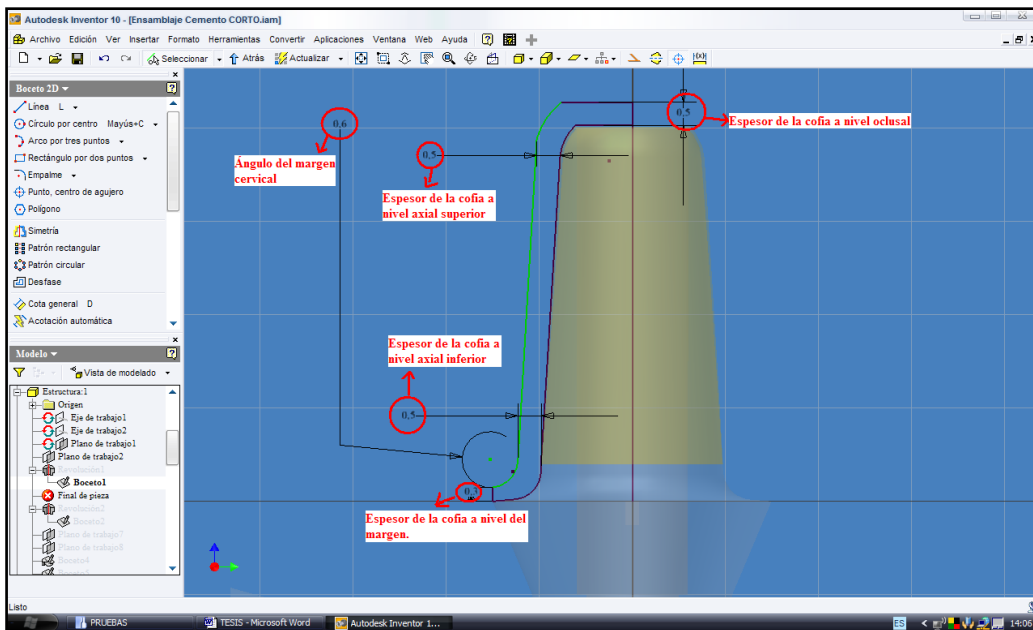 Autodesk Inventor 10 - [Ensamblaje Cemento CORTO.iam]
Archivo Edición Ver Insertar Formato Herramientas Convertir Aplicaciones Ventana Web Ayuda
Seleccionar Atrás Actualizar
Boceto 2D
Línea L
Círculo por centro Mayús+C
Arco por tres puntos
Rectángulo por dos puntos
Empalme
Punto, centro de agujero
Polígono
Simetría
Patrón rectangular
Patrón circular
Desfase
Cota general D
Acotación automática
Modelo
Vista de modelado
Estructura:1
Origen
Eje de trabajo1
Eje de trabajo2
Plano de trabajo1
Plano de trabajo2
Revolución1
Boceto1
Final de pieza
Revolución2
Boceto2
Plano de trabajo7
Plano de trabajo8
Boceto4
0,6
Ángulo del margen
cervical
0,5
Espesor de la cofia a nivel oclusal
0,5
Espesor de la cofia a
nivel axial superior
Espesor de la cofia a
nivel axial inferior
0,5
0,3
Espesor de la cofia a nivel del
margen.
Listo
PRUEBAS
TESIS - Microsoft Word
Autodesk Inventor 1...
ES
14:06